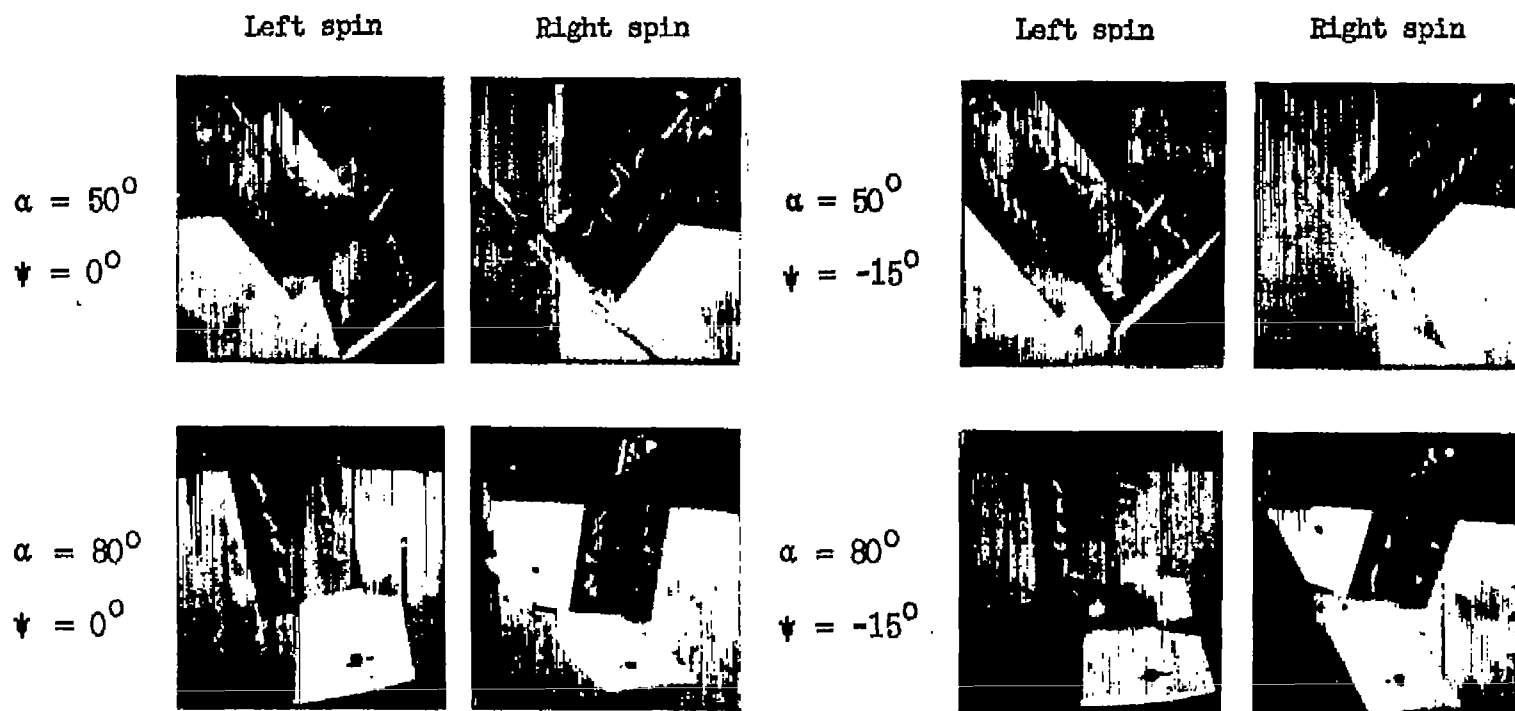 Left spin Right spin Left spin Right spin
α = 50° α = 50°
ψ = 0° ψ = -15°
α = 80° α = 80°
ψ = 0° ψ = -15°